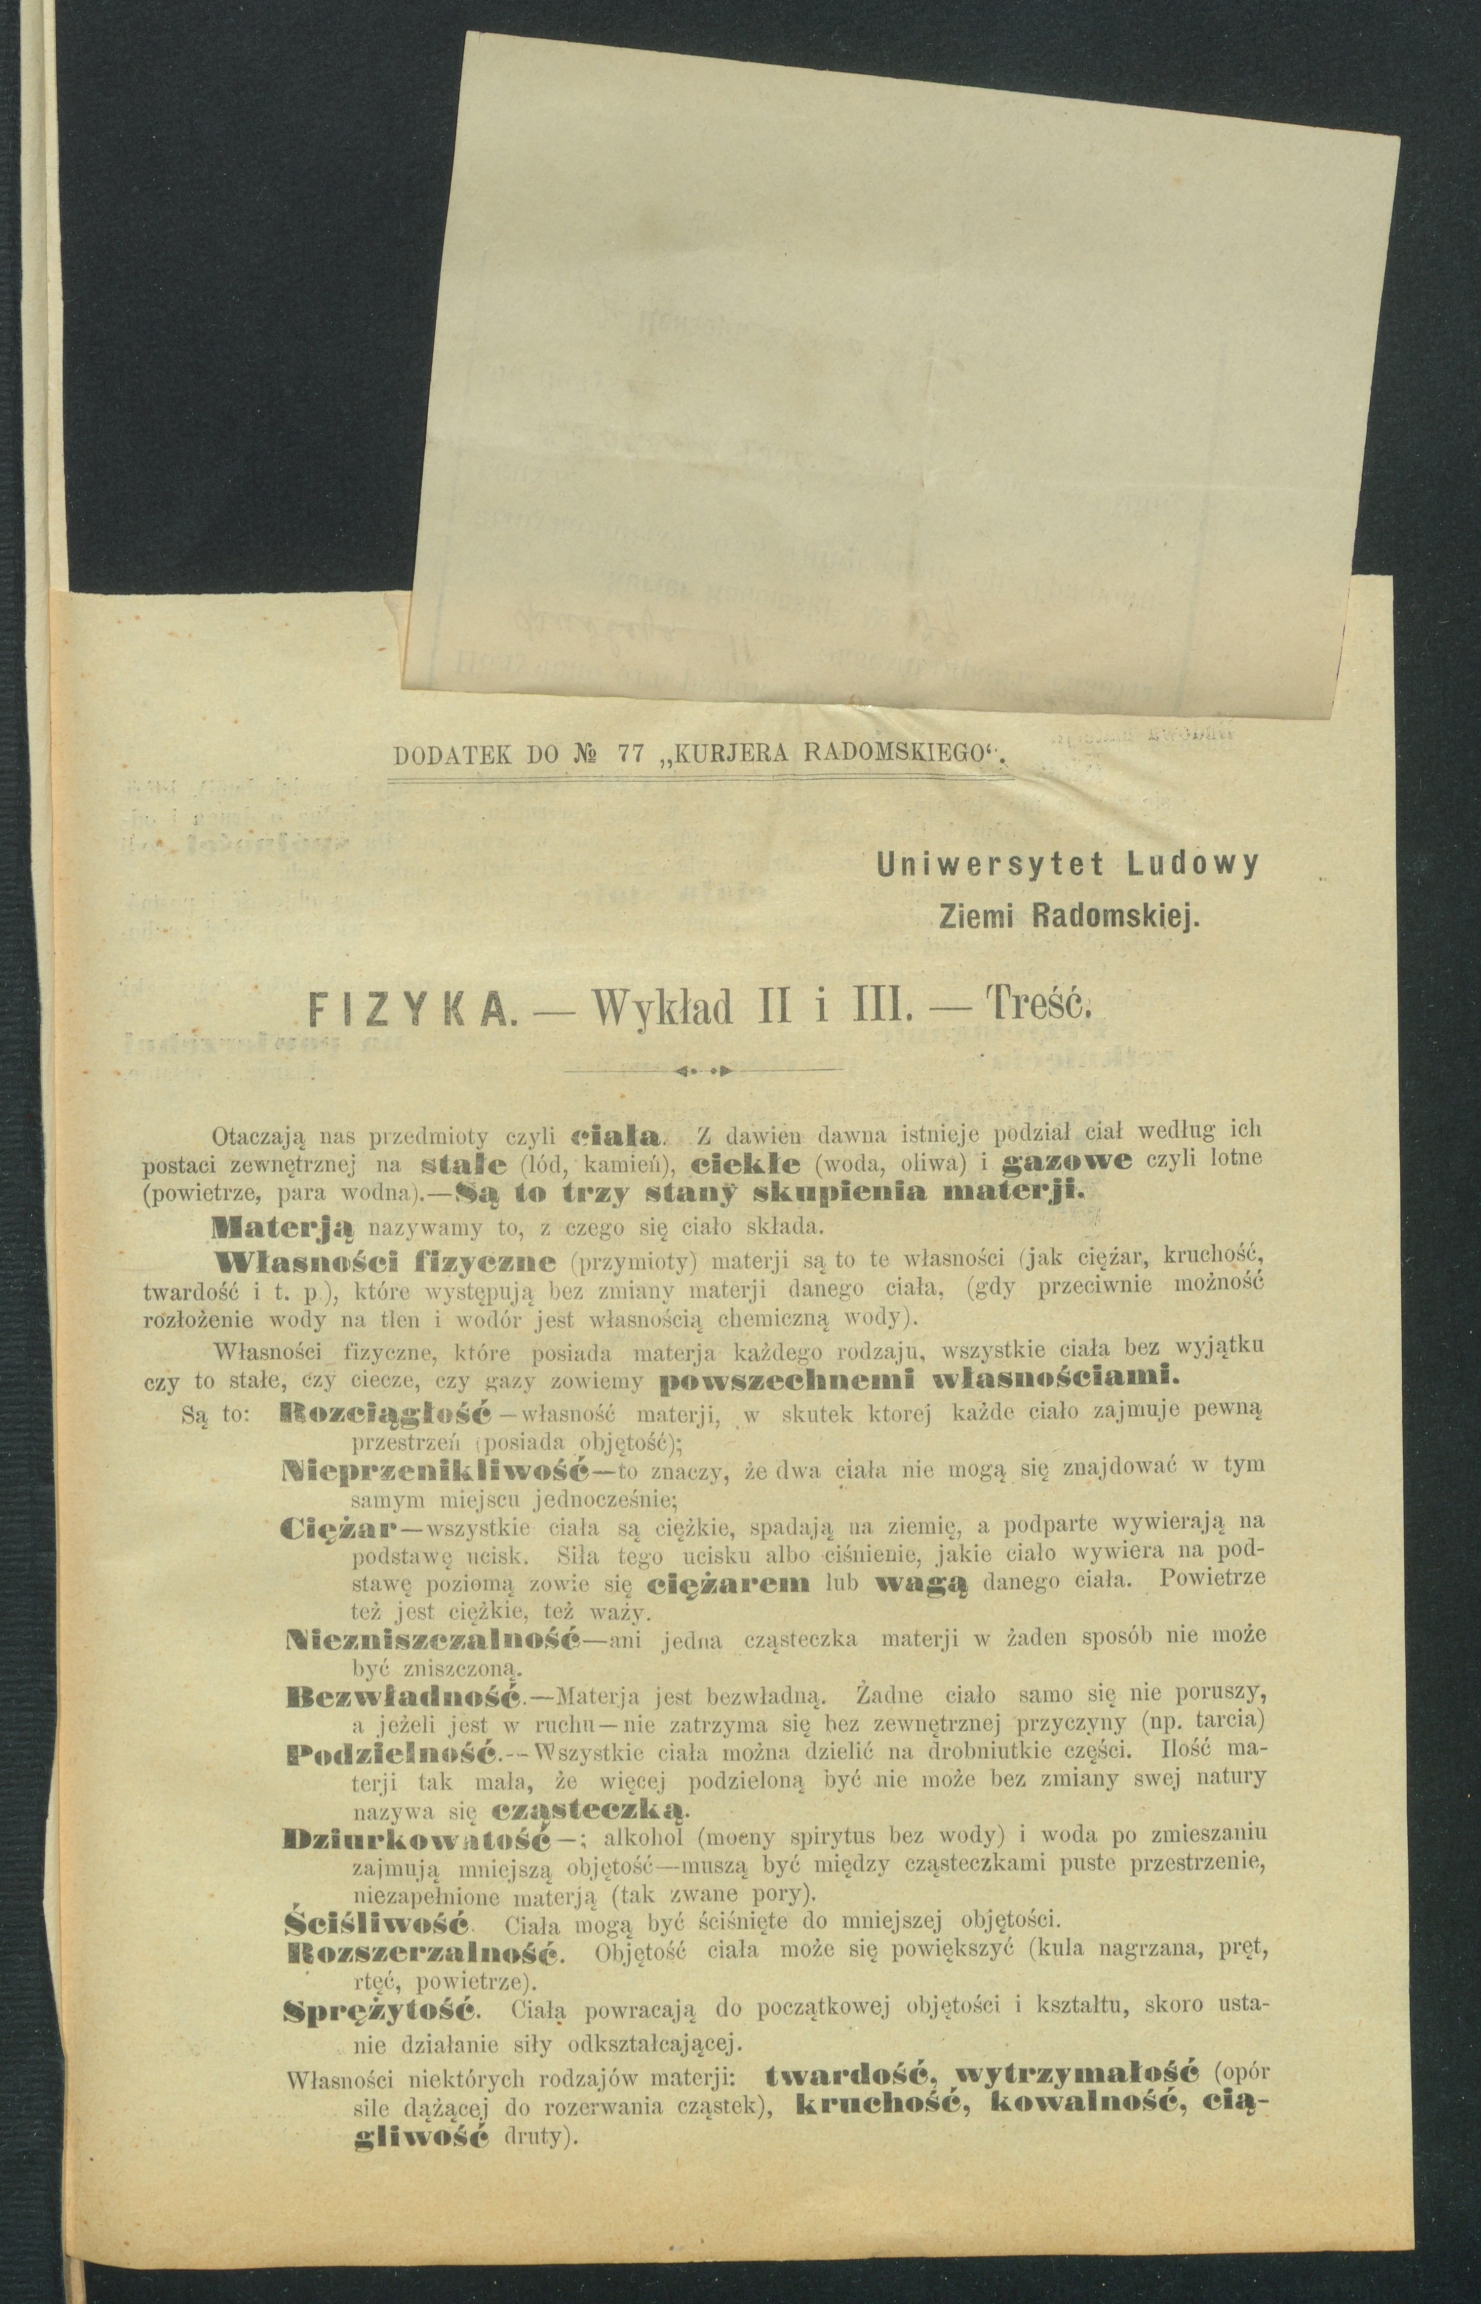 DODATEK DO № 77 „KURJERA RADOMSKIEGO“.
Uniwersytet Ludowy
Ziemi Radomskiej.
FIZYKA. — Wykład II i III. — Treść.
Otaczają nas przedmioty czyli ciała. Z dawien dawna istnieje podział ciał według ich
postaci zewnętrznej na stałe (lód, kamień), ciekłe (woda, oliwa) i gazowe czyli lotne
(powietrze, para wodna).—Są to trzy stany skupienia materji.
Materją nazywamy to, z czego się ciało składa.
Własności fizyczne (przymioty) materji są to te własności (jak ciężar, kruchość,
twardość i t. p.), które występują bez zmiany materji danego ciała, (gdy przeciwnie możność
rozłożenie wody na tlen i wodór jest własnością chemiczną wody).
Własności fizyczne, które posiada materja każdego rodzaju, wszystkie ciała bez wyjątku
czy to stałe, czy ciecze, czy gazy zowiemy powszechnemi własnościami.
Są to: Rozciągłość—własność materji, w skutek ktorej każde ciało zajmuje pewną
przestrzeń (posiada objętość);
Nieprzenikliwość—to znaczy, że dwa ciała nie mogą się znajdować w tym
samym miejscu jednocześnie;
Ciężar—wszystkie ciała są ciężkie, spadają na ziemię, a podparte wywierają na
podstawę ucisk. Siła tego ucisku albo ciśnienie, jakie ciało wywiera na pod-
stawę poziomą zowie się ciężarem lub wagą danego ciała. Powietrze
też jest ciężkie, też waży.
Niezniszczalność—ani jedna cząsteczka materji w żaden sposób nie może
być zniszczoną.
Bezwładność.—Materja jest bezwładną. Żadne ciało samo się nie poruszy,
a jeżeli jest w ruchu—nie zatrzyma się bez zewnętrznej przyczyny (np. tarcia)
Podzielność.--Wszystkie ciała można dzielić na drobniutkie części. Ilość ma-
terji tak mała, że więcej podzieloną być nie może bez zmiany swej natury
nazywa się cząsteczką.
Dziurkowatość—; alkohol (mocny spirytus bez wody) i woda po zmieszaniu
zajmują mniejszą objętość—muszą być między cząsteczkami puste przestrzenie,
niezapełnione materją (tak zwane pory).
Ściśliwość. Ciała mogą być ściśnięte do mniejszej objętości.
Rozszerzalność. Objętość ciała może się powiększyć (kula nagrzana, pręt,
rtęć, powietrze).
Sprężytość. Ciała powracają do początkowej objętości i kształtu, skoro usta-
nie działanie siły odkształcającej.
Własności niektórych rodzajów materji: twardość, wytrzymałość (opór
sile dążącej do rozerwania cząstek), kruchość, kowalność, cią-
gliwość druty).